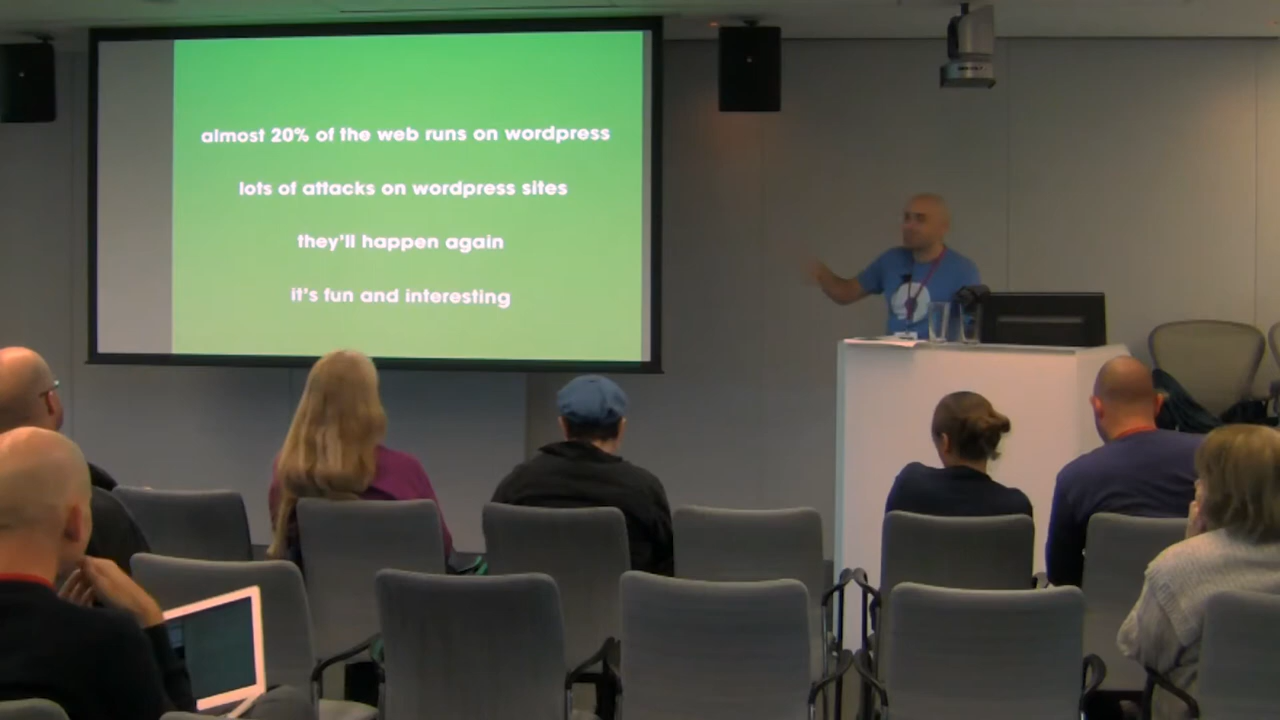 almost 20% of the web runs on wordpress
lots of attacks on wordpress sites
they'll happen again
it's fun and interesting